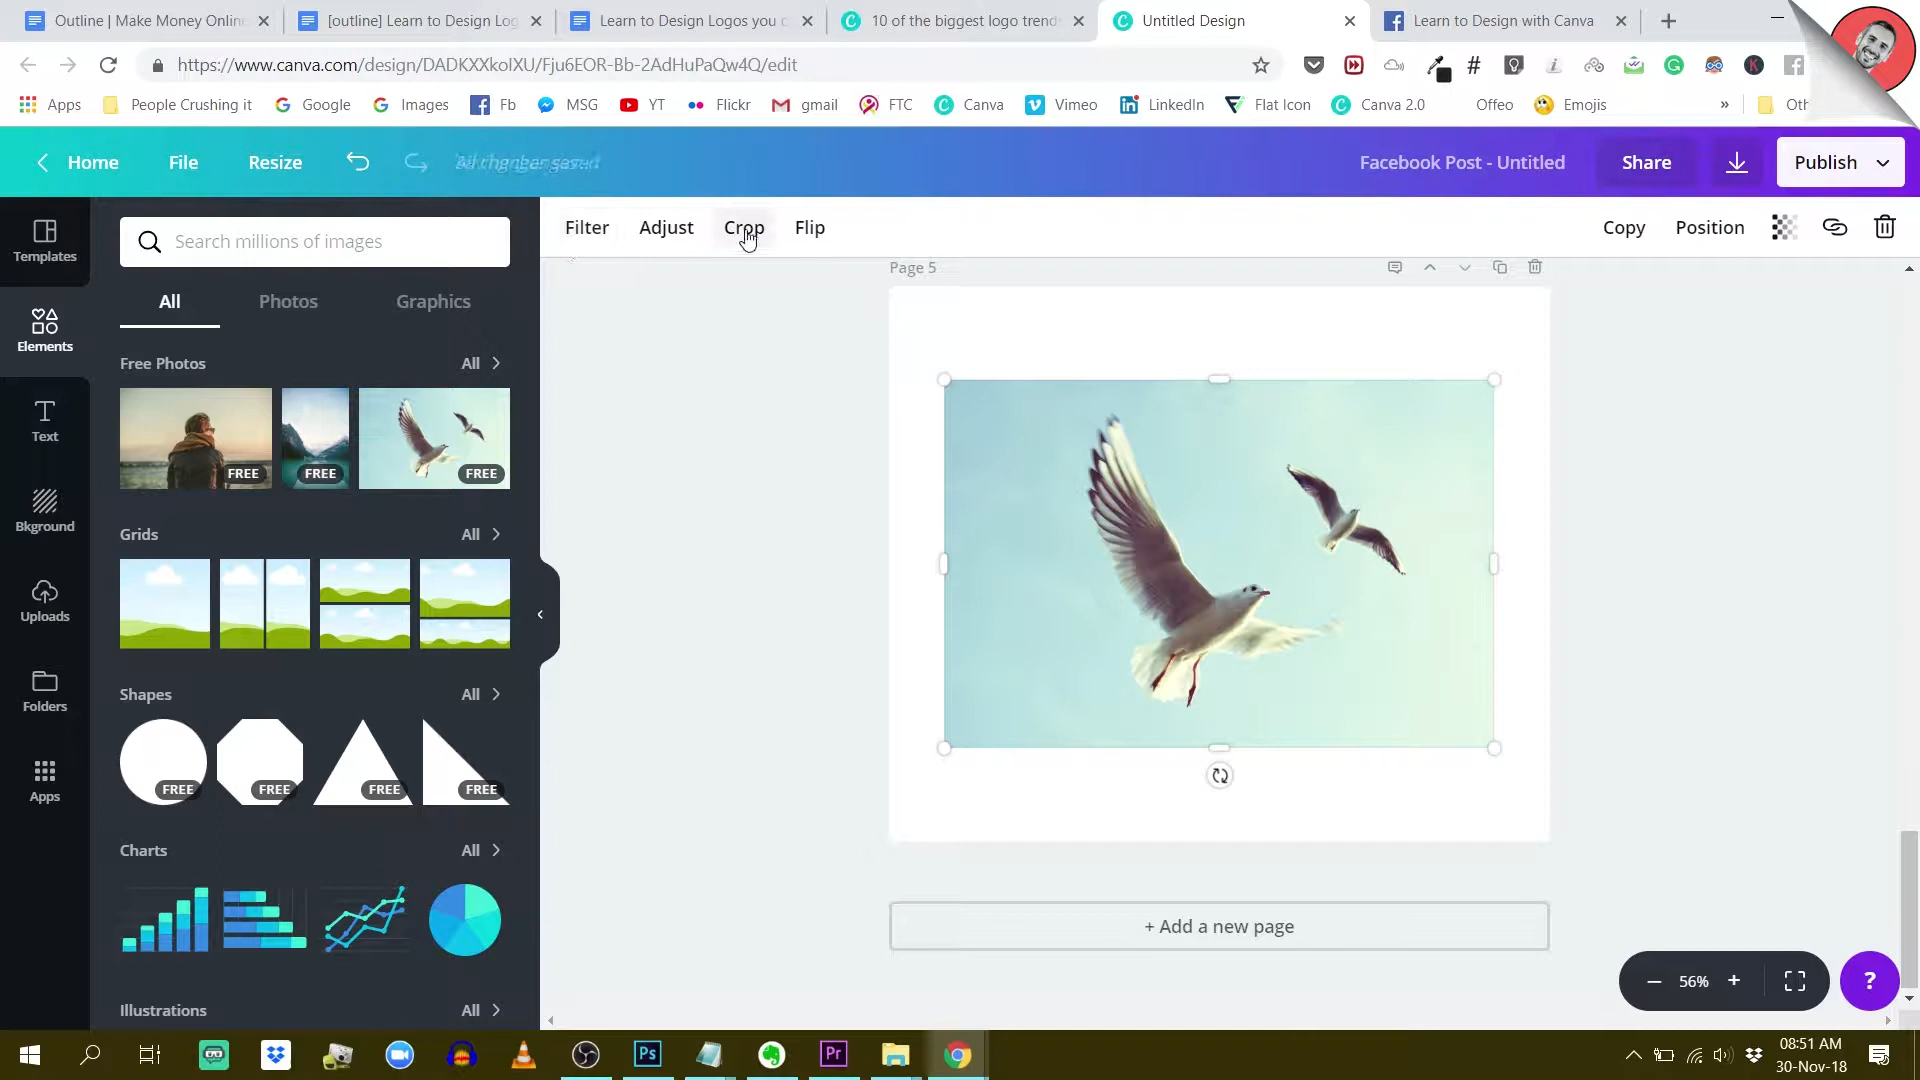 Outline | Make Money Online
[outline] Learn to Design Log
Learn to Design Logos you c
10 of the biggest logo trend
Untitled Design
Learn to Design with Canva
https://www.canva.com/design/DADKXXkoIXU/Fju6EOR-Bb-2AdHuPaQw4Q/edit
Apps
People Crushing it
Google
Images
Fb
MSG
YT
Flickr
gmail
FTC
Canva
Vimeo
LinkedIn
Flat Icon
Canva 2.0
Offeo
Emojis
»
Home
File
Resize
Facebook Post - Untitled
Share
Publish
Templates
Elements
Text
Bkground
Uploads
Folders
Apps
Search millions of images
All
Photos
Graphics
Free Photos
All
FREE
FREE
FREE
Grids
All
Shapes
All
FREE
FREE
FREE
FREE
Charts
All
Illustrations
All
Filter
Adjust
Crop
Flip
Copy
Position
Page 5
+ Add a new page
56%
?
Ps
Pr
08:51 AM
30-Nov-18